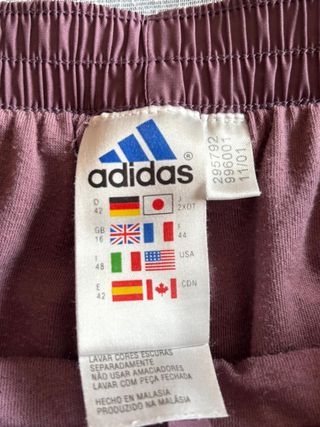 adidas®
D
42
J
2XOT
GB
16
F
44
I
48
USA
E
42
CDN
295792
996001
11/01
LAVAR CORES ESCURAS
SEPARADAMENTE
NÃO USAR AMACIADORES
LAVAR COM PEÇA FECHADA
HECHO EN MALASIA
PRODUZIDO NA MALÁSIA